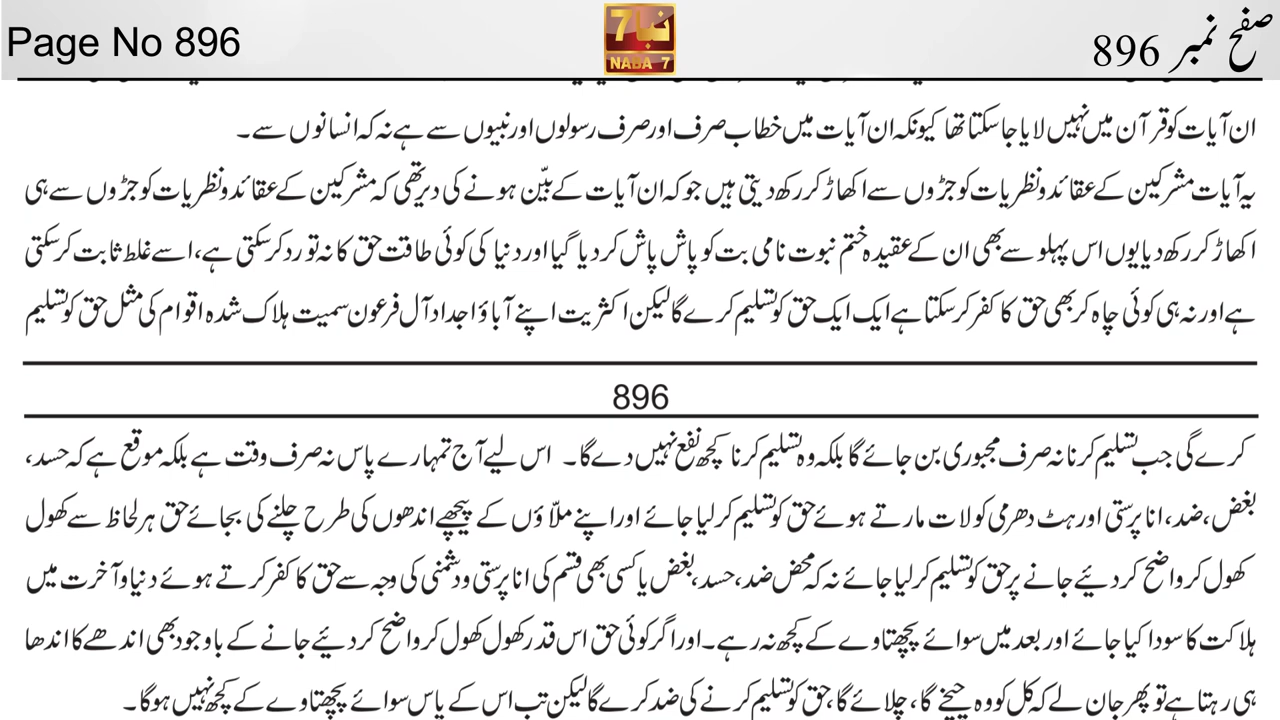 Page No 896
نبا 7
NABA 7
صفحہ نمبر 896
ان آیات کو قرآن میں نہیں لایا جا سکتا تھا کیونکہ ان آیات میں خطاب صرف اور صرف رسولوں اور نبیوں سے ہے نہ کہ انسانوں سے۔
یہ آیات مشرکین کے عقائد و نظریات کو جڑوں سے اکھاڑ کر رکھ دیتی ہیں جو کہ ان آیات کے بیّن ہونے کی دیر تھی کہ مشرکین کے عقائد و نظریات کو جڑوں سے ہی
اکھاڑ کر رکھ دیا یوں اس پہلو سے بھی ان کے عقیدہ ختم نبوت نامی بت کو پاش پاش کر دیا گیا اور دنیا کی کوئی طاقت حق کا نہ تو رد کر سکتی ہے، اسے غلط ثابت کر سکتی
ہے اور نہ ہی کوئی چاہ کر بھی حق کا کفر کر سکتا ہے ایک ایک حق کو تسلیم کرے گا لیکن اکثریت اپنے آباؤ اجداد آل فرعون سمیت ہلاک شدہ اقوام کی مثل حق کو تسلیم
896
کرے گی جب تسلیم کرنا نہ صرف مجبوری بن جائے گا بلکہ وہ تسلیم کرنا کچھ نفع نہیں دے گا۔ اس لیے آج تمہارے پاس نہ صرف وقت ہے بلکہ موقع ہے کہ حسد،
بغض، ضد، انا پرستی اور ہٹ دھرمی کو لات مارتے ہوئے حق کو تسلیم کر لیا جائے اور اپنے ملّاؤں کے پیچھے اندھوں کی طرح چلنے کی بجائے حق ہر لحاظ سے کھول
کھول کر واضح کر دئیے جانے پر حق کو تسلیم کر لیا جائے نہ کہ محض ضد، حسد، بغض یا کسی بھی قسم کی انا پرستی و دشمنی کی وجہ سے حق کا کفر کرتے ہوئے دنیا و آخرت میں
ہلاکت کا سودا کیا جائے اور بعد میں سوائے پچھتاوے کے کچھ نہ رہے۔ اور اگر کوئی حق اس قدر کھول کھول کر واضح کر دئیے جانے کے باوجود بھی اندھے کا اندھا
ہی رہتا ہے تو پھر جان لے کہ کل کو وہ چیخے گا، چلائے گا، حق کو تسلیم کرنے کی ضد کرے گا لیکن تب اس کے پاس سوائے پچھتاوے کے کچھ نہیں ہوگا۔